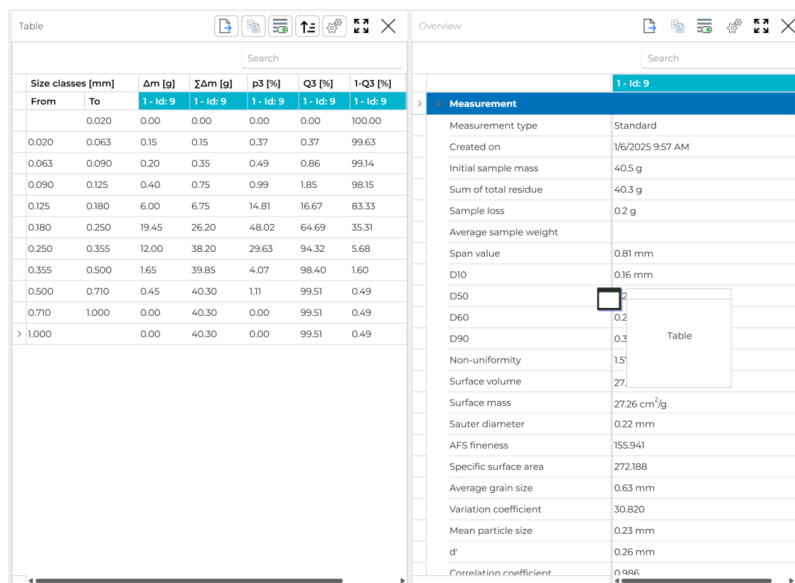 Table
Search
Size classes [mm] Δm [g] ∑Δm [g] p3 [%] Q3 [%] 1-Q3 [%]
From To 1 - Id: 9 1 - Id: 9 1 - Id: 9 1 - Id: 9 1 - Id: 9
0.020 0.00 0.00 0.00 0.00 100.00
0.020 0.063 0.15 0.15 0.37 0.37 99.63
0.063 0.090 0.20 0.35 0.49 0.86 99.14
0.090 0.125 0.40 0.75 0.99 1.85 98.15
0.125 0.180 6.00 6.75 14.81 16.67 83.33
0.180 0.250 19.45 26.20 48.02 64.69 35.31
0.250 0.355 12.00 38.20 29.63 94.32 5.68
0.355 0.500 1.65 39.85 4.07 98.40 1.60
0.500 0.710 0.45 40.30 1.11 99.51 0.49
0.710 1.000 0.00 40.30 0.00 99.51 0.49
1.000 0.00 40.30 0.00 99.51 0.49
Overview
Search
1 - Id: 9
Measurement
Measurement type Standard
Created on 1/6/2025 9:57 AM
Initial sample mass 40.5 g
Sum of total residue 40.3 g
Sample loss 0.2 g
Average sample weight
Span value 0.81 mm
D10 0.16 mm
D50
D60 0.2
D90 0.3
Table
Non-uniformity 1.5
Surface volume 27.
Surface mass 27.26 cm²/g
Sauter diameter 0.22 mm
AFS fineness 155.941
Specific surface area 272.188
Average grain size 0.63 mm
Variation coefficient 30.820
Mean particle size 0.23 mm
d' 0.26 mm
Correlation coefficient 0.986